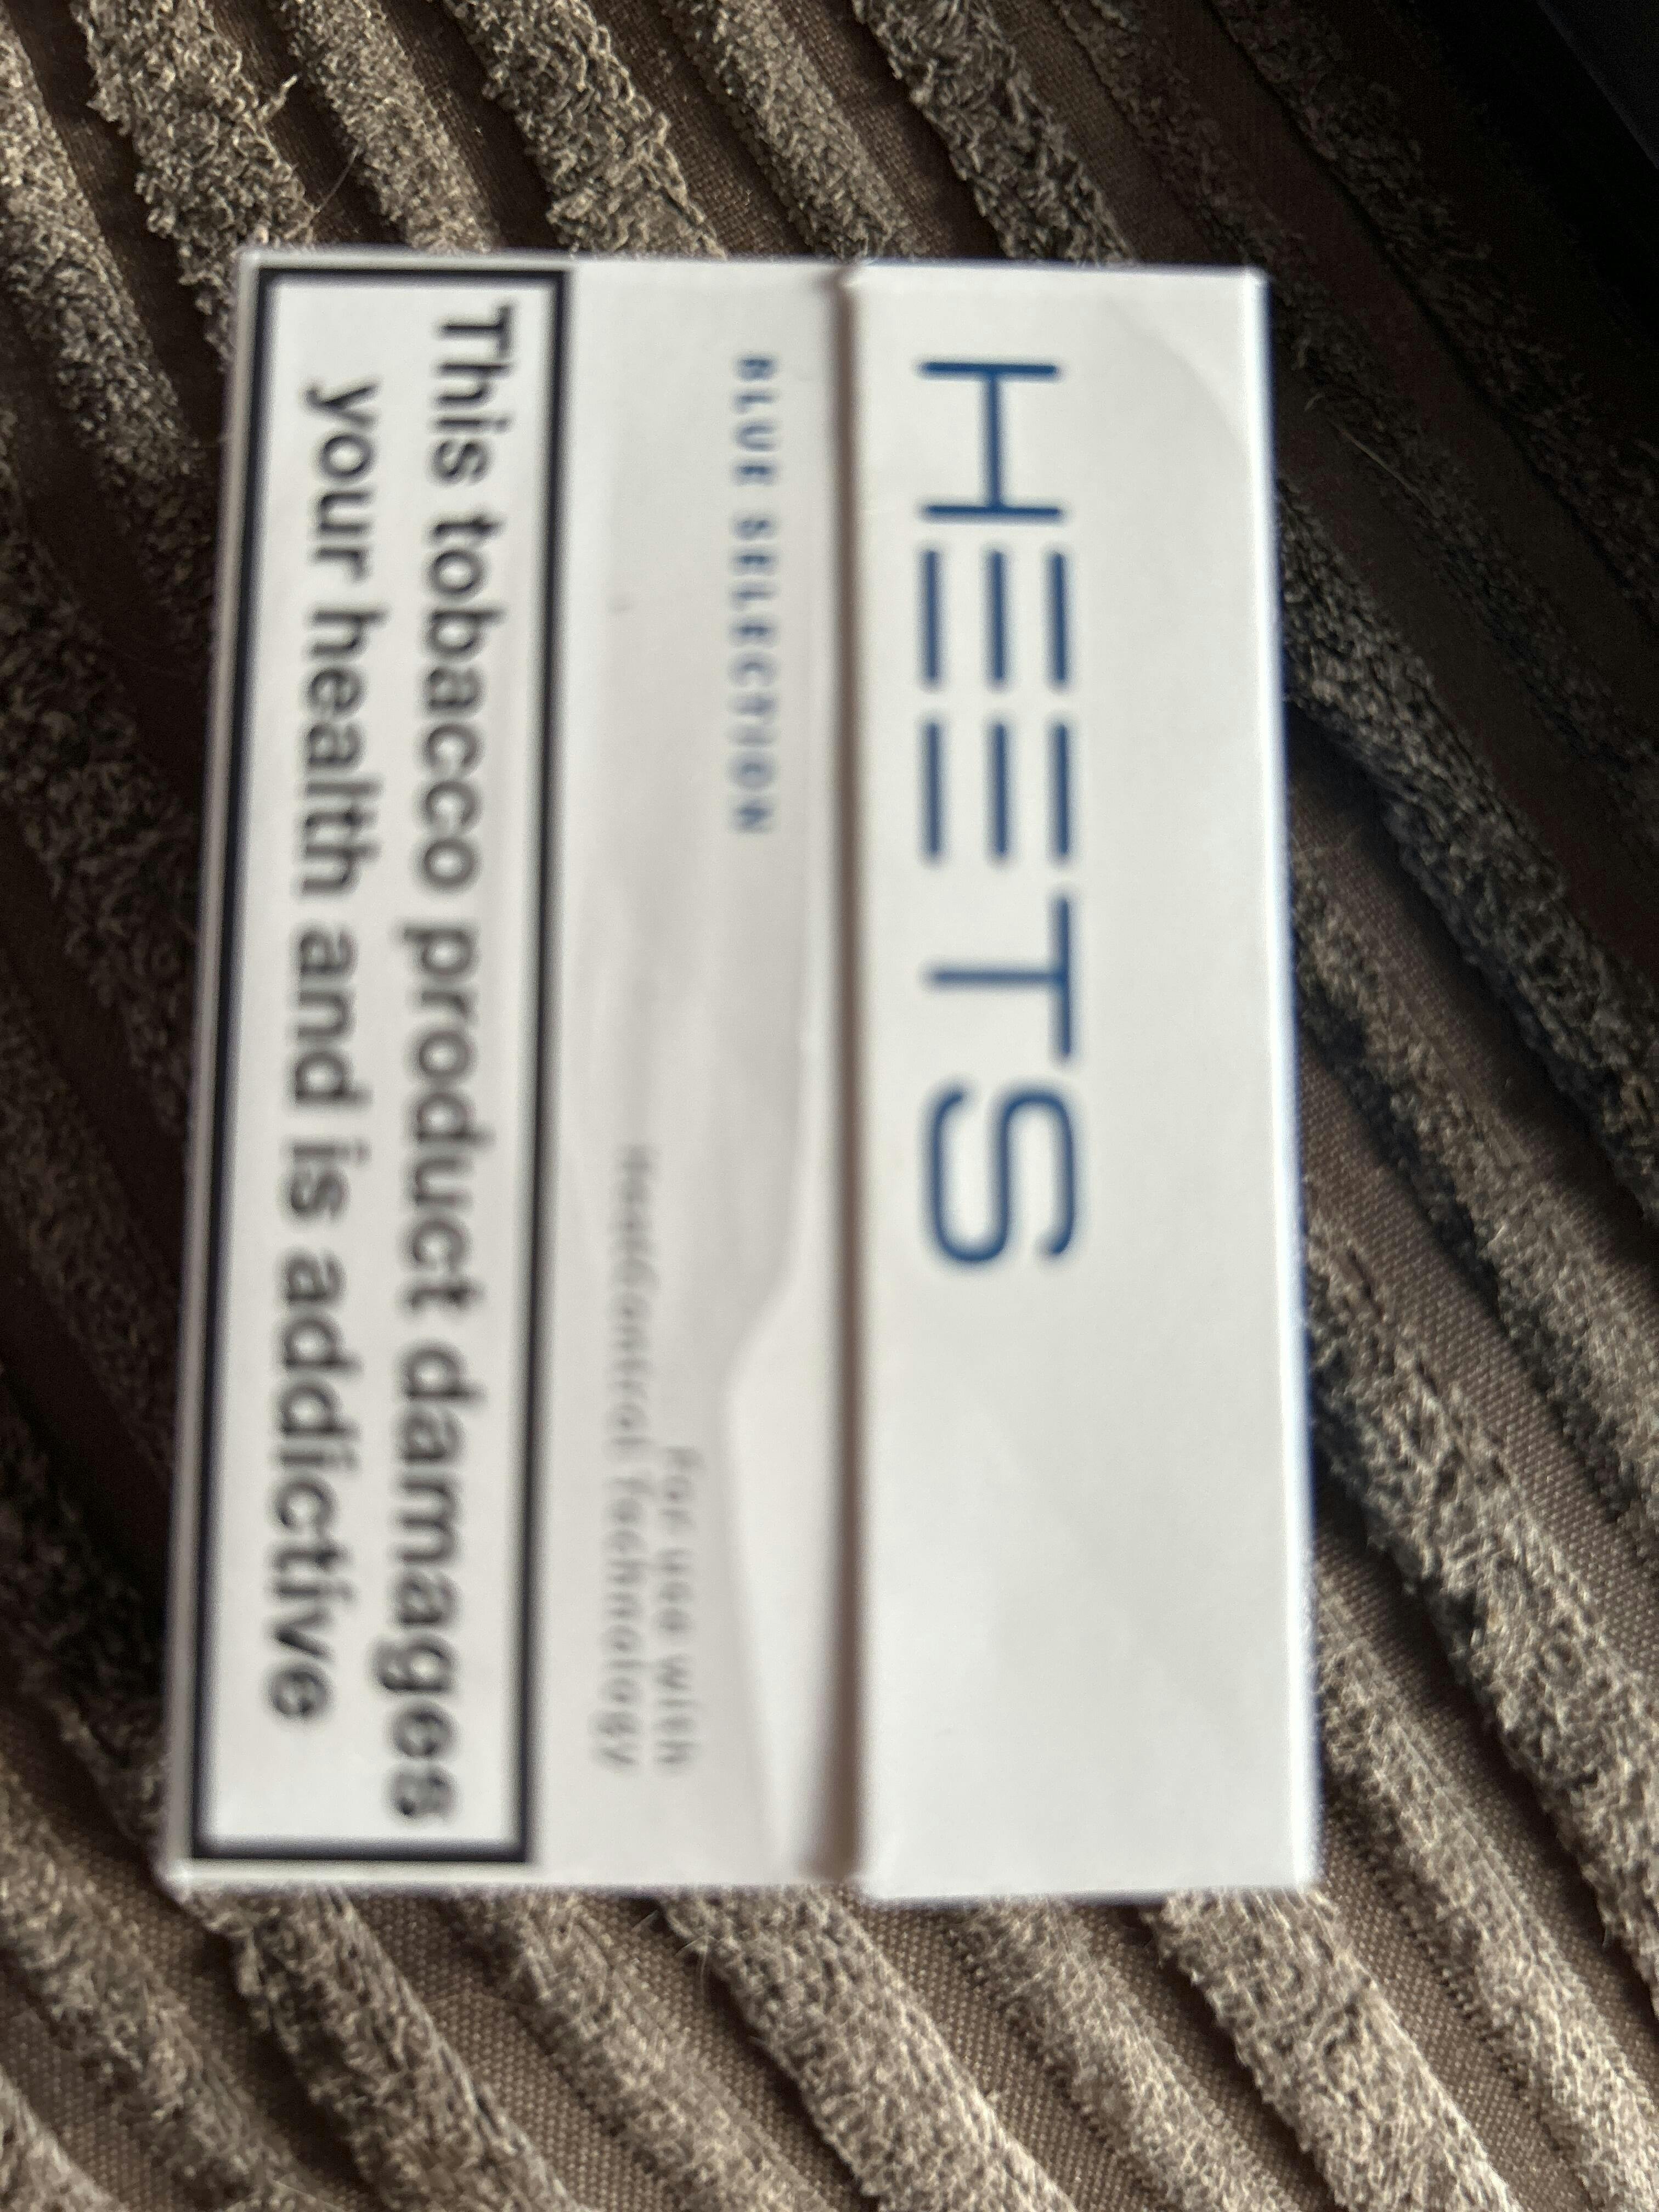 HEETS
BLUE SELECTION
For use with
HeatControl Technology
This tobacco product damages
your health and is addictive